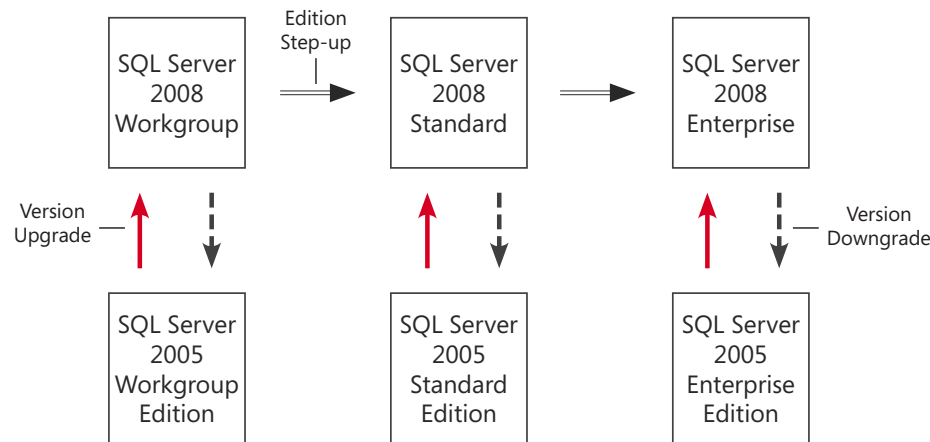 Edition
Step-up
SQL Server
2008
Workgroup
SQL Server
2008
Standard
SQL Server
2008
Enterprise
Version
Upgrade
Version
Downgrade
SQL Server
2005
Workgroup
Edition
SQL Server
2005
Standard
Edition
SQL Server
2005
Enterprise
Edition